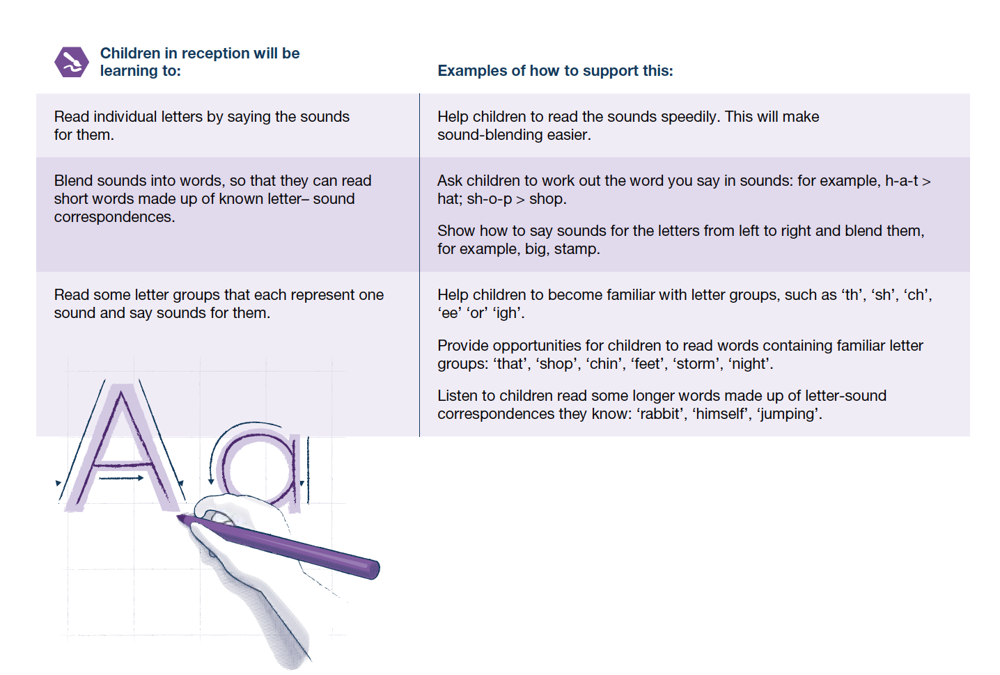 Children in reception will be
learning to:
Examples of how to support this:
Read individual letters by saying the sounds
for them.
Help children to read the sounds speedily. This will make
sound-blending easier.
Blend sounds into words, so that they can read
short words made up of known letter– sound
correspondences.
Ask children to work out the word you say in sounds: for example, h-a-t >
hat; sh-o-p > shop.
Show how to say sounds for the letters from left to right and blend them,
for example, big, stamp.
Read some letter groups that each represent one
sound and say sounds for them.
Help children to become familiar with letter groups, such as ‘th’, ‘sh’, ‘ch’,
‘ee’ ‘or’ ‘igh’.
Provide opportunities for children to read words containing familiar letter
groups: ‘that’, ‘shop’, ‘chin’, ‘feet’, ‘storm’, ‘night’.
Listen to children read some longer words made up of letter-sound
correspondences they know: ‘rabbit’, ‘himself’, ‘jumping’.
A a